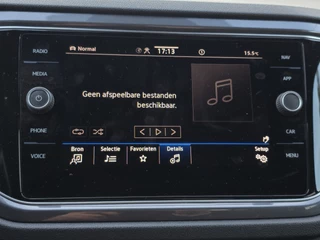 RADIO
Normal
17:13
15.5°C
NAV
MEDIA
APP
Geen afspeelbare bestanden
beschikbaar.
PHONE
CAR
VOICE
MENU
Bron
Selectie
Favorieten
Details
Setup